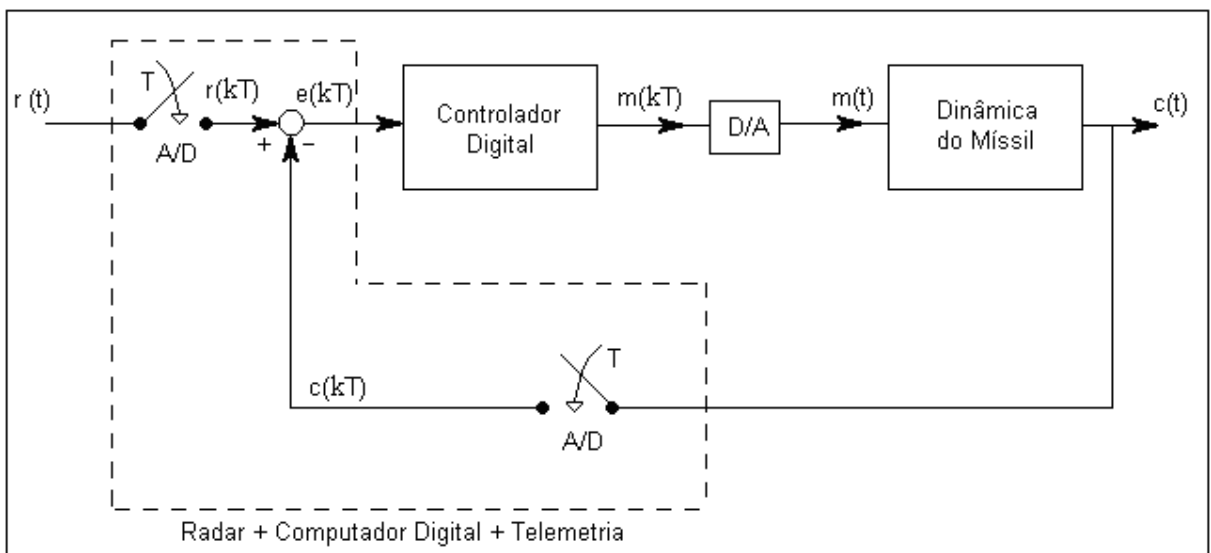 r (t)
T
r(kT)
A/D
e(kT)
+
−
Controlador
Digital
m(kT)
D/A
m(t)
Dinâmica
do Míssil
c(t)
c(kT)
T
A/D
Radar + Computador Digital + Telemetria